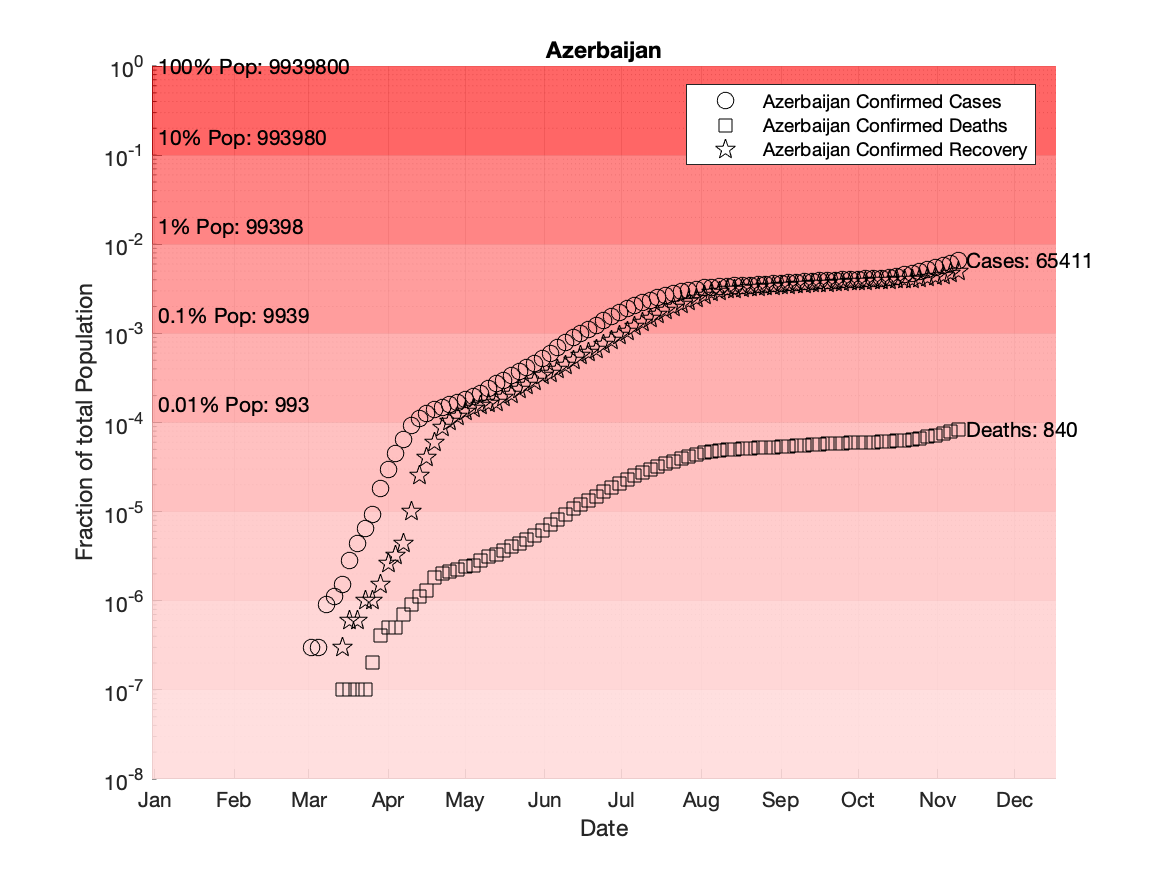 Azerbaijan
10^0
100% Pop: 9939800
Azerbaijan Confirmed Cases
Azerbaijan Confirmed Deaths
Azerbaijan Confirmed Recovery
10% Pop: 993980
10^-1
1% Pop: 99398
10^-2
Cases: 65411
0.1% Pop: 9939
10^-3
0.01% Pop: 993
10^-4
Deaths: 840
10^-5
10^-6
10^-7
10^-8
Fraction of total Population
Jan Feb Mar Apr May Jun Jul Aug Sep Oct Nov Dec
Date